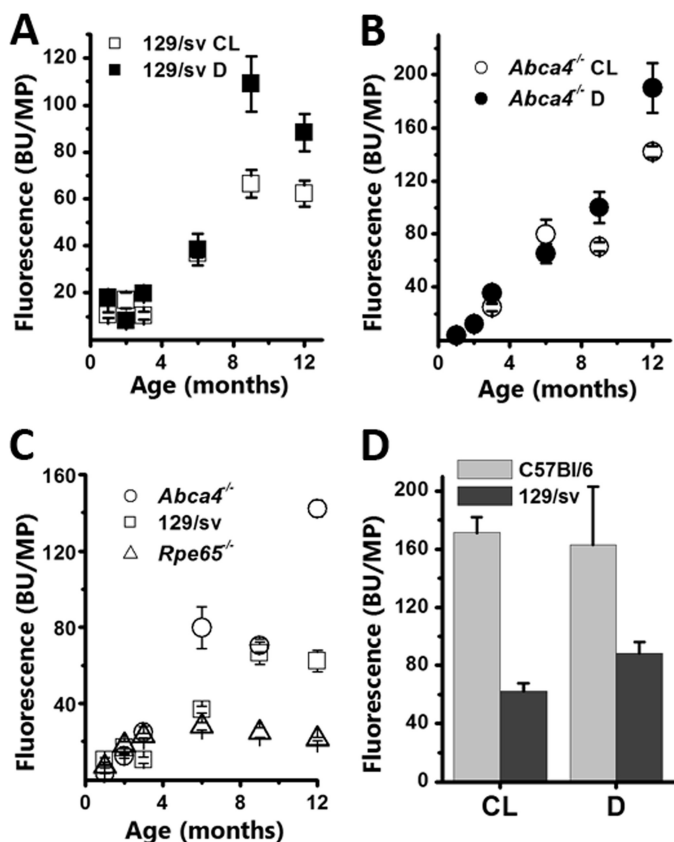 A
129/sv CL
129/sv D
Fluorescence (BU/MP)
120
100
80
60
40
20
0 4 8 12
Age (months)
B
Abca4-/- CL
Abca4-/- D
Fluorescence (BU/MP)
200
160
120
80
40
0 4 8 12
Age (months)
C
Abca4-/-
129/sv
Rpe65-/-
Fluorescence (BU/MP)
160
120
80
40
0 4 8 12
Age (months)
D
C57Bl/6
129/sv
Fluorescence (BU/MP)
200
160
120
80
40
0
CL D